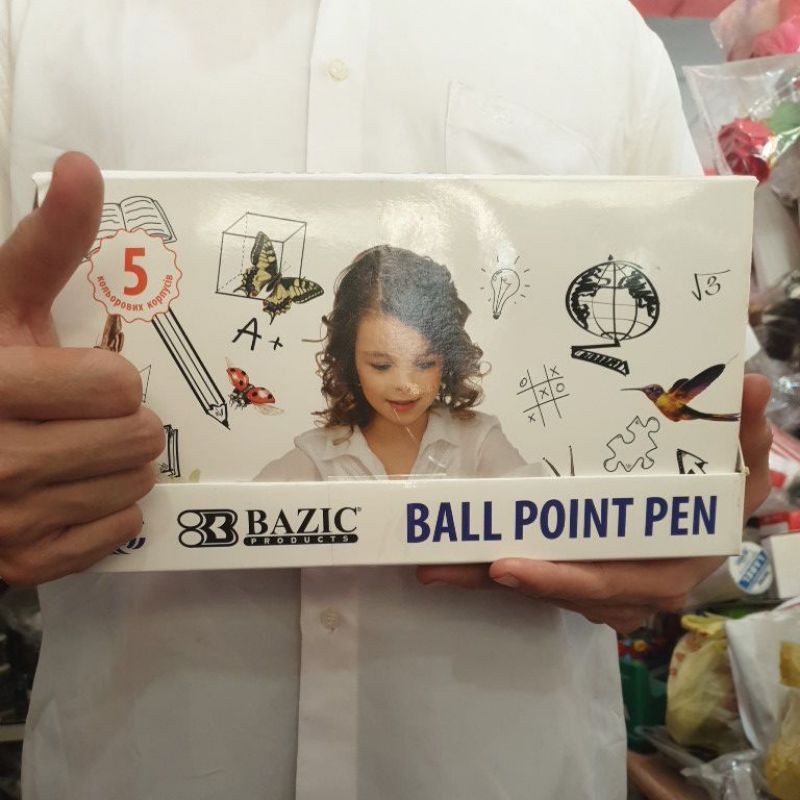 5
кольорових корпусів
A+
√3
X
O X O
X
BAZIC®
PRODUCTS
BALL POINT PEN